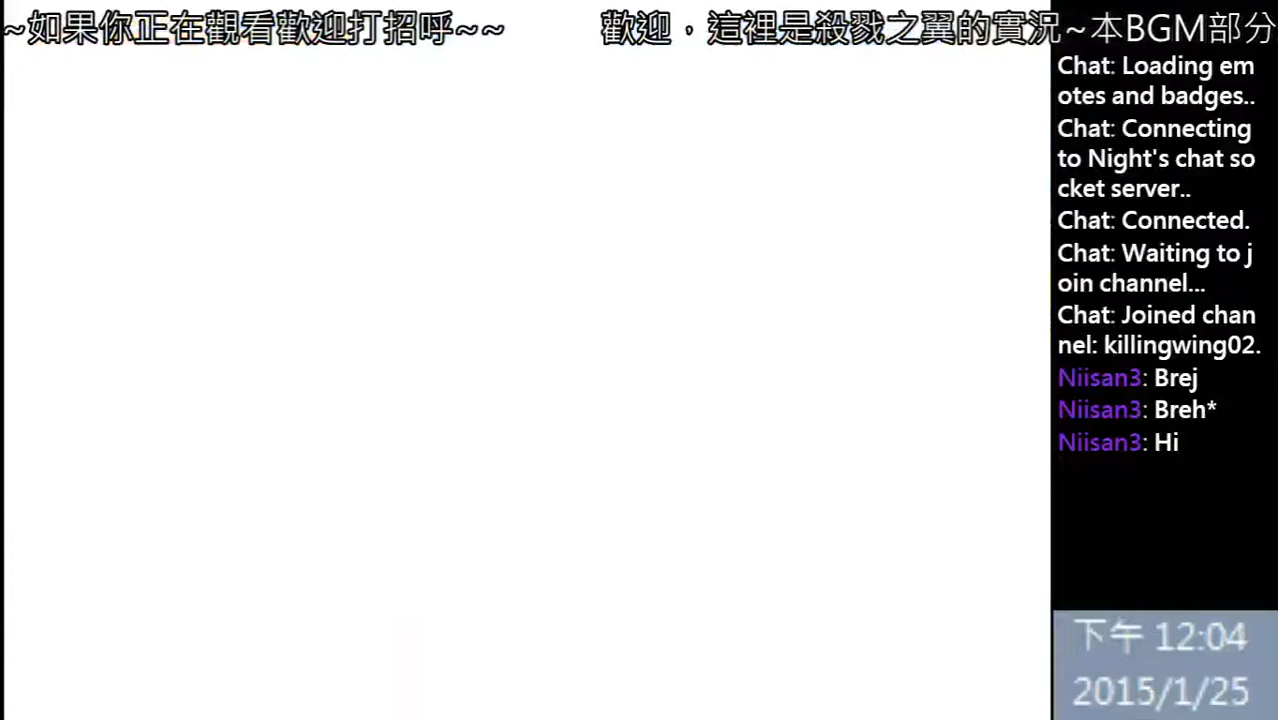 ~如果你正在觀看歡迎打招呼~~ 歡迎，這裡是殺戮之翼的實況~本BGM部分
Chat: Loading em
otes and badges..
Chat: Connecting
to Night's chat so
cket server..
Chat: Connected.
Chat: Waiting to j
oin channel...
Chat: Joined chan
nel: killingwing02.
Niisan3: Brej
Niisan3: Breh*
Niisan3: Hi
下午 12:04
2015/1/25